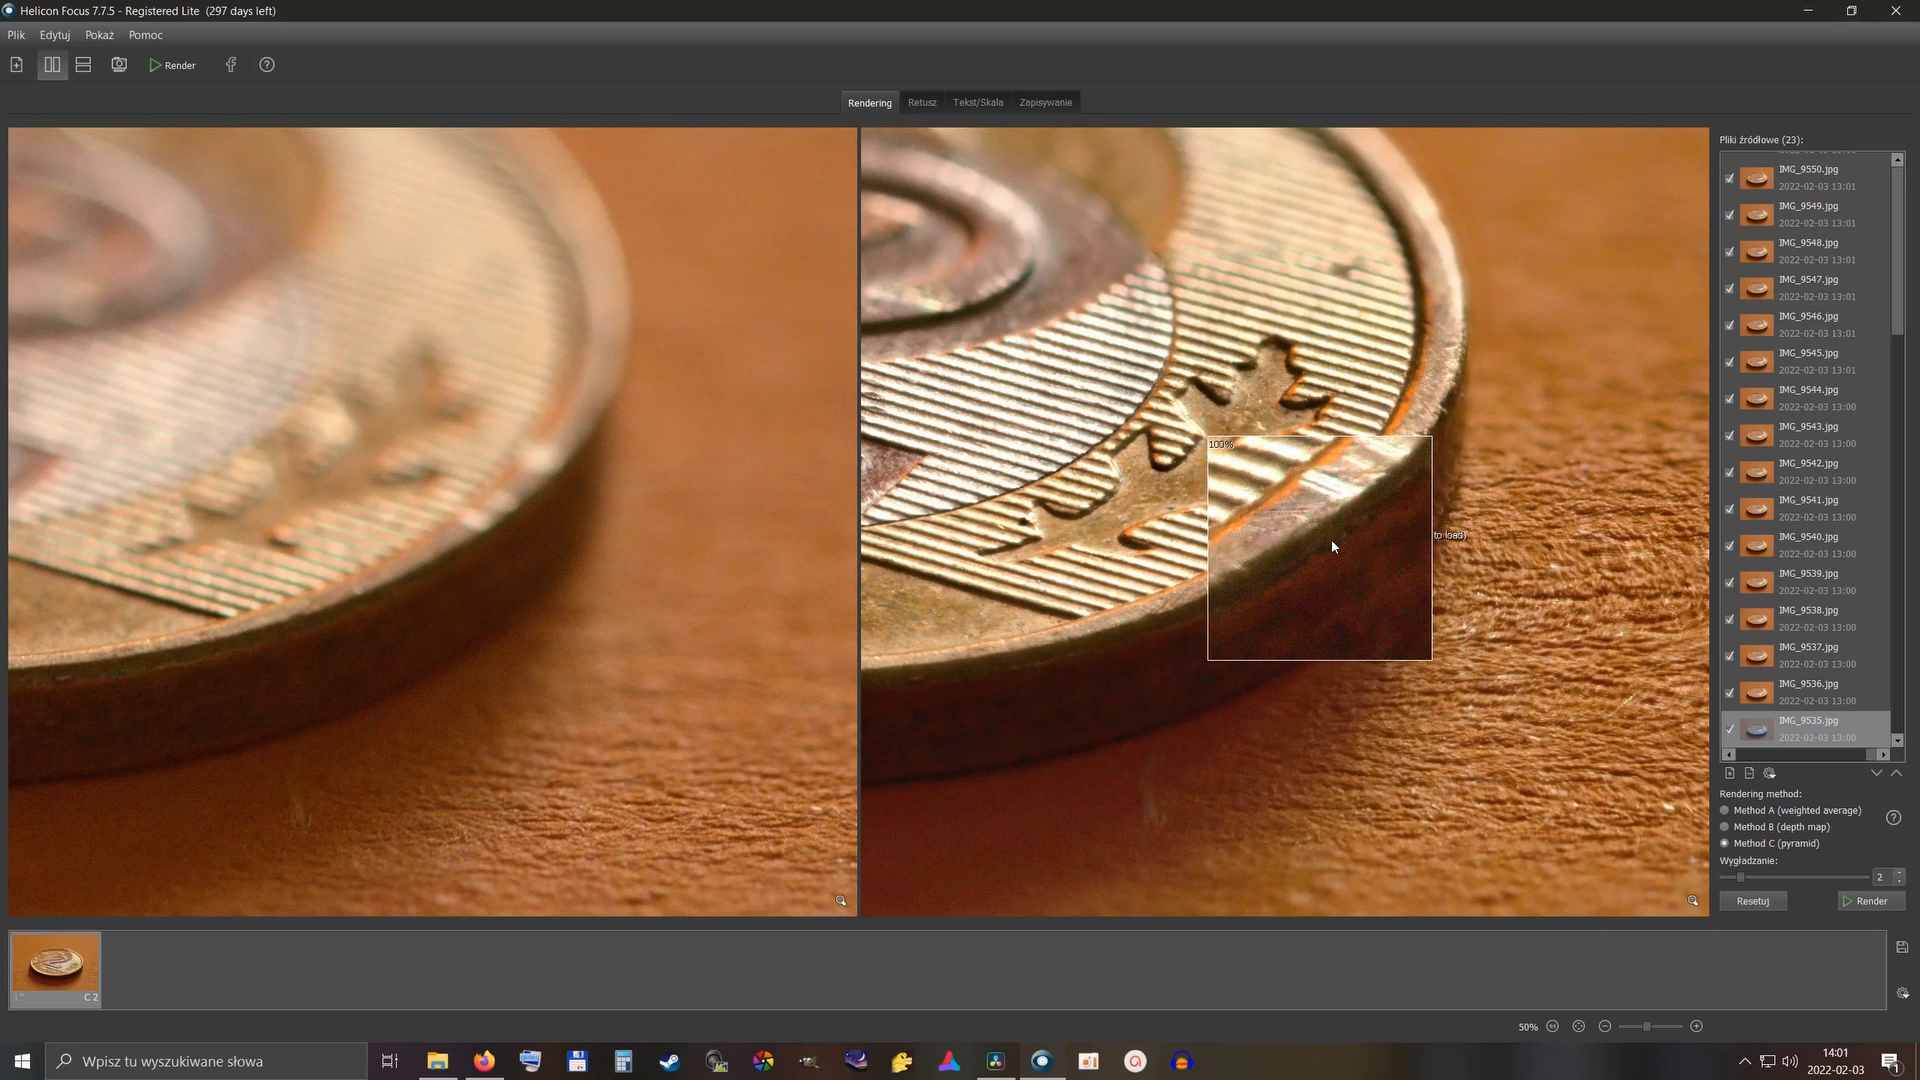 Helicon Focus 7.7.5 - Registered Lite (297 days left)
Plik Edytuj Pokaż Pomoc
Render
Rendering Retusz Tekst/Skala Zapisywanie
Pliki źródłowe (23):
IMG_9550.jpg
2022-02-03 13:01
IMG_9549.jpg
2022-02-03 13:01
IMG_9548.jpg
2022-02-03 13:01
IMG_9547.jpg
2022-02-03 13:01
IMG_9546.jpg
2022-02-03 13:01
IMG_9545.jpg
2022-02-03 13:01
IMG_9544.jpg
2022-02-03 13:00
IMG_9543.jpg
2022-02-03 13:00
100%
IMG_9542.jpg
2022-02-03 13:00
IMG_9541.jpg
2022-02-03 13:00
to load)
IMG_9540.jpg
2022-02-03 13:00
IMG_9539.jpg
2022-02-03 13:00
IMG_9538.jpg
2022-02-03 13:00
IMG_9537.jpg
2022-02-03 13:00
IMG_9536.jpg
2022-02-03 13:00
IMG_9535.jpg
2022-02-03 13:00
Rendering method:
Method A (weighted average)
Method B (depth map)
Method C (pyramid)
Wygładzanie:
2
Resetuj Render
1* C 2
50%
Wpisz tu wyszukiwane słowa
14:01
2022-02-03
1